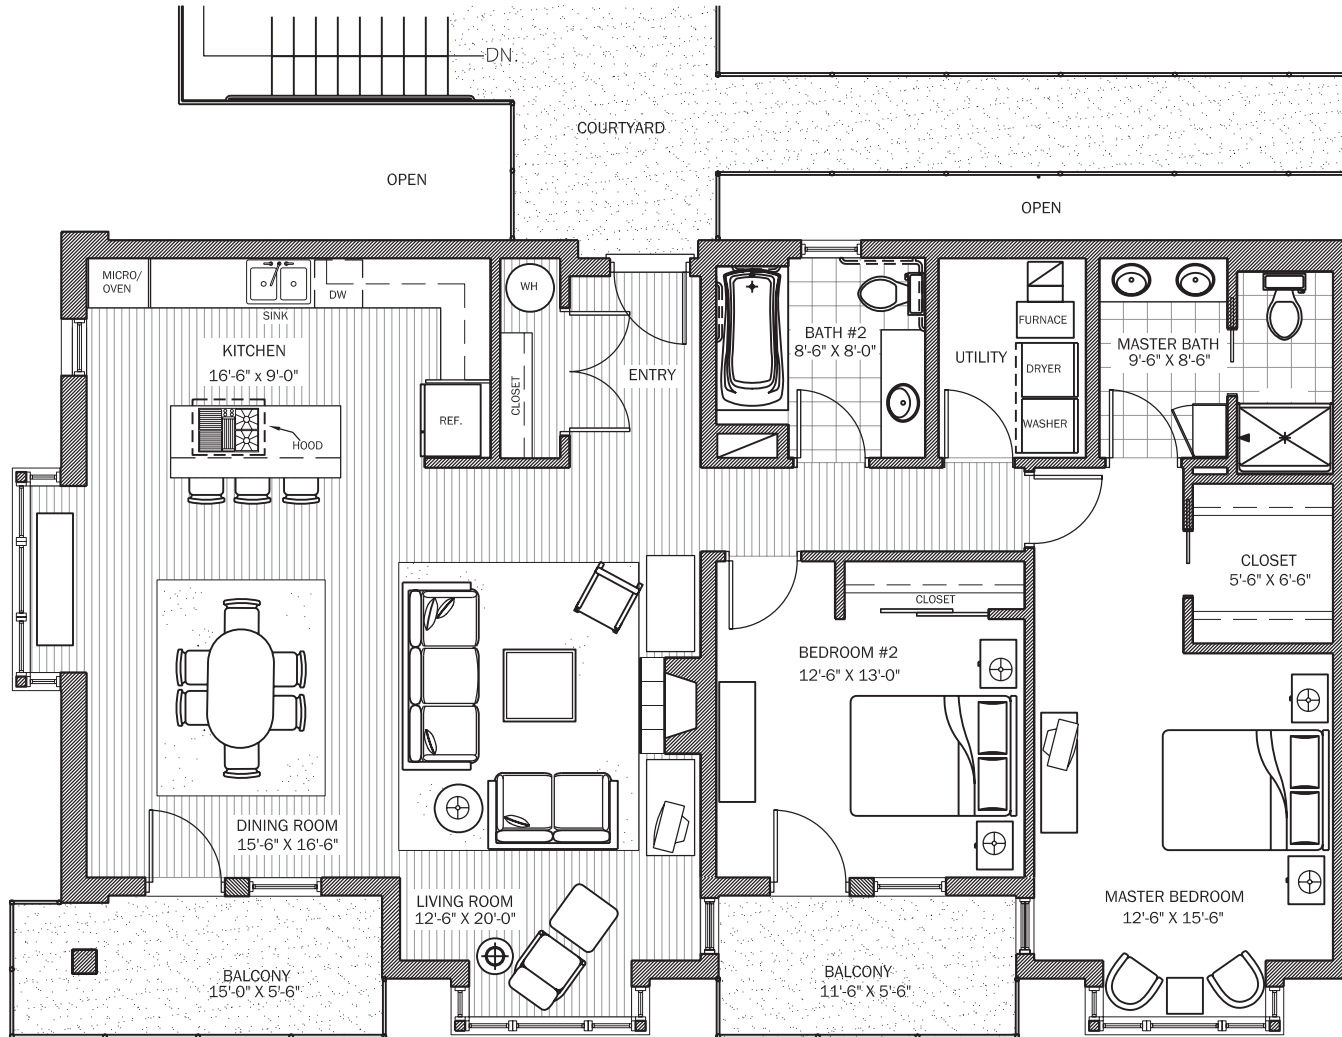 DN.
COURTYARD
OPEN
OPEN
MICRO/
OVEN
SINK
DW
WH
KITCHEN
16'-6" x 9'-0"
HOOD
REF.
CLOSET
ENTRY
BATH #2
8'-6" X 8'-0"
UTILITY
FURNACE
DRYER
WASHER
MASTER BATH
9'-6" X 8'-6"
CLOSET
5'-6" X 6'-6"
CLOSET
BEDROOM #2
12'-6" X 13'-0"
DINING ROOM
15'-6" X 16'-6"
LIVING ROOM
12'-6" X 20'-0"
MASTER BEDROOM
12'-6" X 15'-6"
BALCONY
15'-0" X 5'-6"
BALCONY
11'-6" X 5'-6"